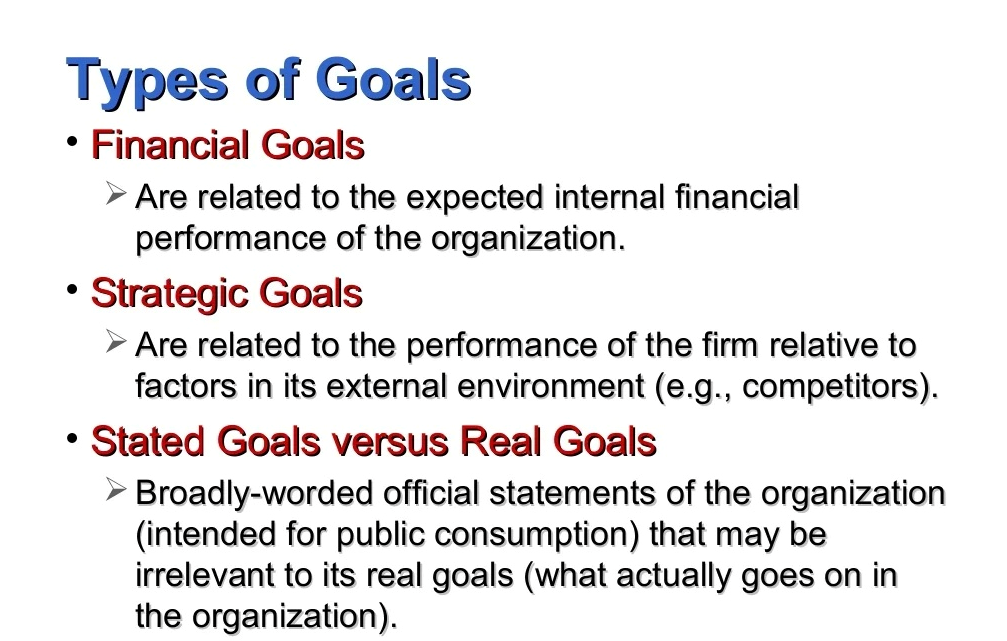 Types of Goals
• Financial Goals
➢ Are related to the expected internal financial
performance of the organization.
• Strategic Goals
➢ Are related to the performance of the firm relative to
factors in its external environment (e.g., competitors).
• Stated Goals versus Real Goals
➢ Broadly-worded official statements of the organization
(intended for public consumption) that may be
irrelevant to its real goals (what actually goes on in
the organization).